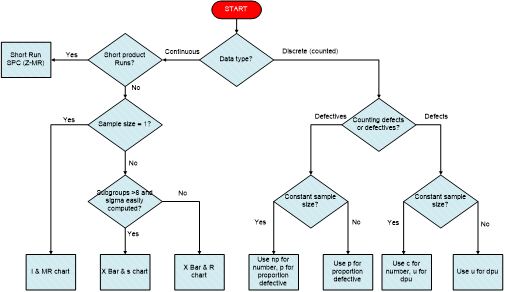 START
Short Run
SPC (Z-MR)
Yes
Short product
Runs?
Continuous
Data type?
Discrete (counted)
No
Yes
Sample size = 1?
Defectives
Counting defects
or defectives?
Defects
No
Subgroups >8 and
sigma easily
computed?
No
Constant sample
size?
Constant sample
size?
Yes
Yes
No
Yes
No
I & MR chart
X Bar & s chart
X Bar & R
chart
Use np for
number, p for
proportion
defective
Use p for
proportion
defective
Use c for
number, u for
dpu
Use u for dpu